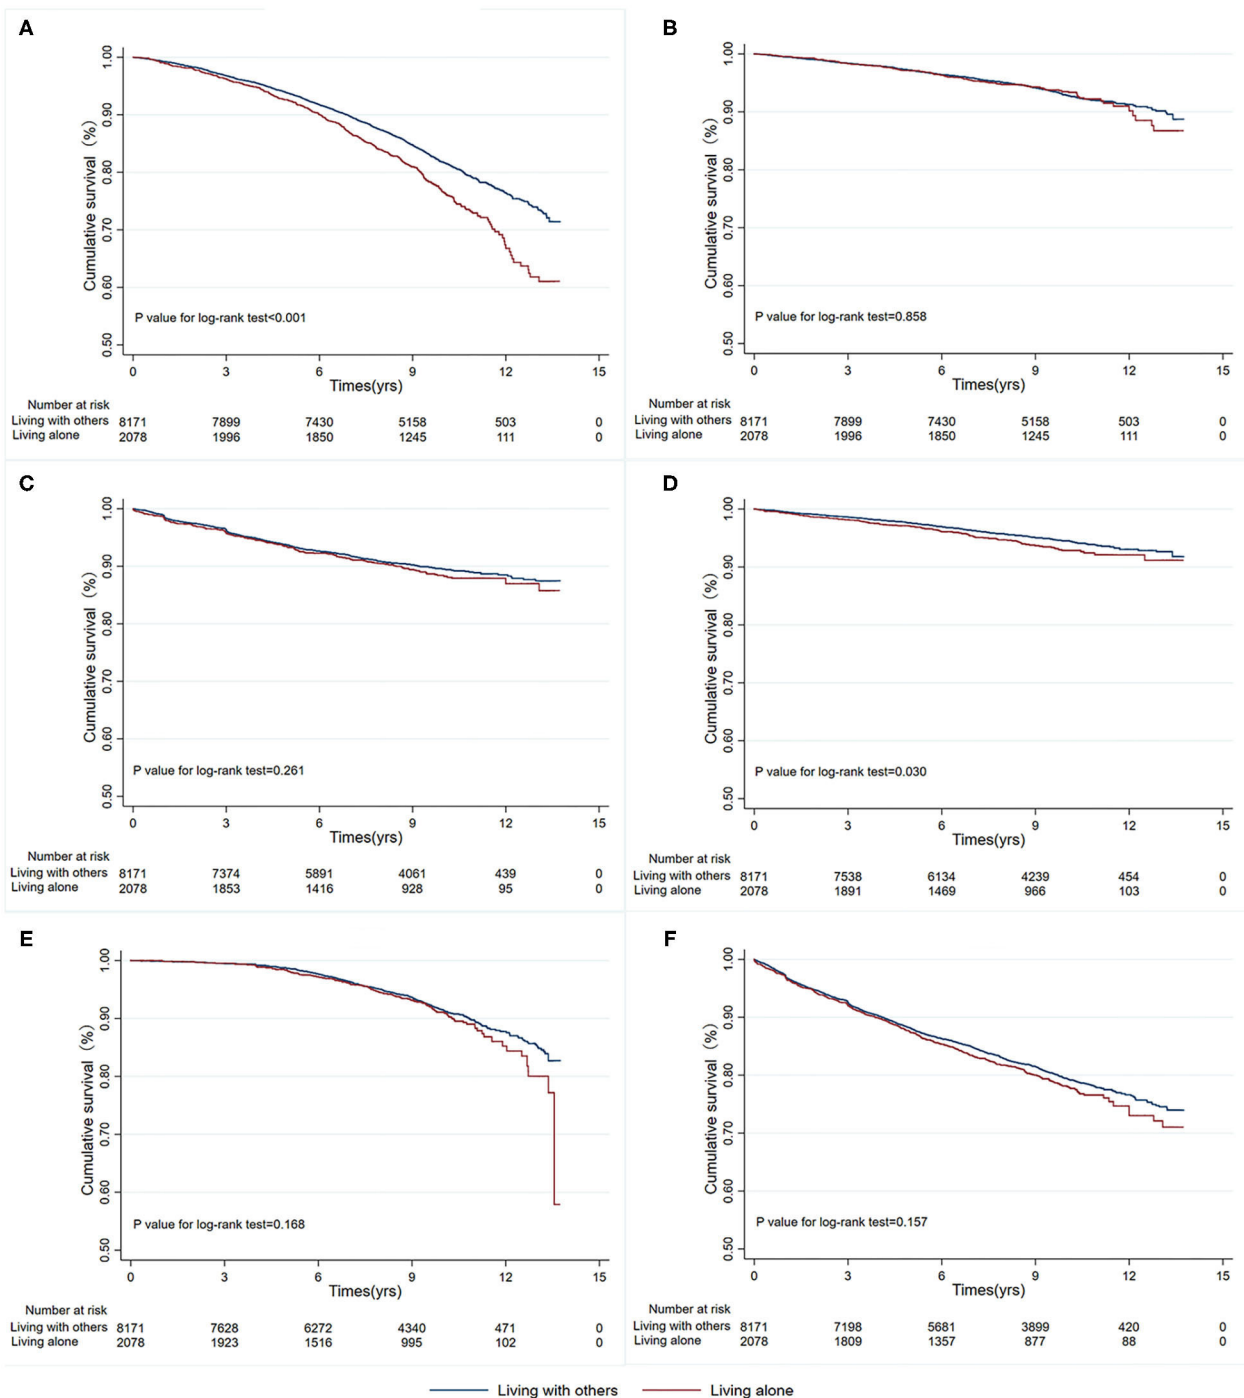 A
1.00
0.90
0.80
0.70
0.60
0.50
Cumulative survival (%)
P value for log-rank test<0.001
0 3 6 9 12 15
Times(yrs)
Number at risk
Living with others 8171 7899 7430 5158 503 0
Living alone 2078 1996 1850 1245 111 0
B
1.00
0.90
0.80
0.70
0.60
0.50
Cumulative survival (%)
P value for log-rank test=0.858
0 3 6 9 12 15
Times(yrs)
Number at risk
Living with others 8171 7899 7430 5158 503 0
Living alone 2078 1996 1850 1245 111 0
C
1.00
0.90
0.80
0.70
0.60
0.50
Cumulative survival (%)
P value for log-rank test=0.261
0 3 6 9 12 15
Times(yrs)
Number at risk
Living with others 8171 7374 5891 4061 439 0
Living alone 2078 1853 1416 928 95 0
D
1.00
0.90
0.80
0.70
0.60
0.50
Cumulative survival (%)
P value for log-rank test=0.030
0 3 6 9 12 15
Times(yrs)
Number at risk
Living with others 8171 7538 6134 4239 454 0
Living alone 2078 1891 1469 966 103 0
E
1.00
0.90
0.80
0.70
0.60
0.50
Cumulative survival (%)
P value for log-rank test=0.168
0 3 6 9 12 15
Times(yrs)
Number at risk
Living with others 8171 7628 6272 4340 471 0
Living alone 2078 1923 1516 995 102 0
F
1.00
0.90
0.80
0.70
0.60
0.50
Cumulative survival (%)
P value for log-rank test=0.157
0 3 6 9 12 15
Times(yrs)
Number at risk
Living with others 8171 7198 5681 3899 420 0
Living alone 2078 1809 1357 877 88 0
Living with others Living alone